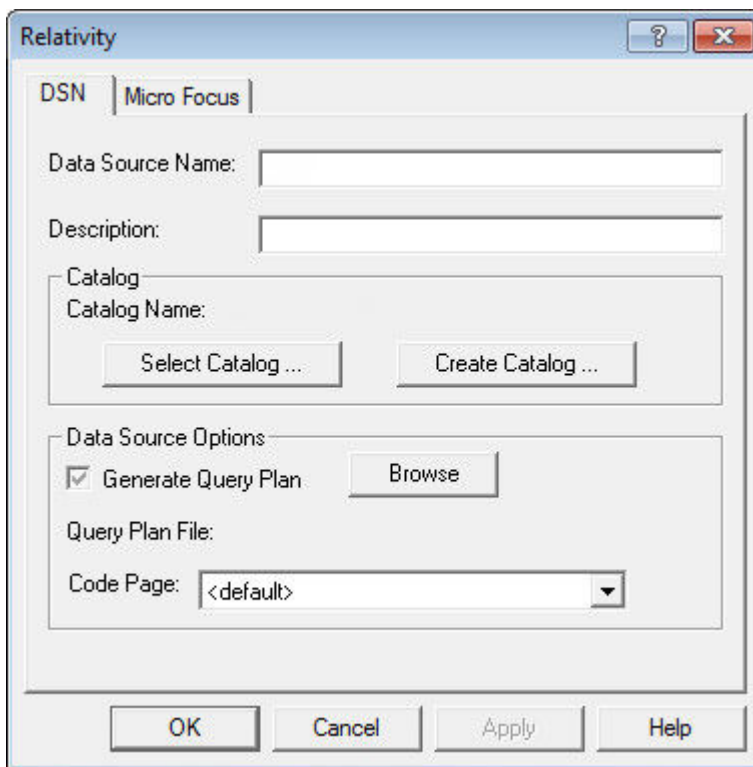 Relativity
DSN Micro Focus
Data Source Name:
Description:
Catalog
Catalog Name:
Select Catalog ... Create Catalog ...
Data Source Options
Generate Query Plan Browse
Query Plan File:
Code Page: <default>
OK Cancel Apply Help